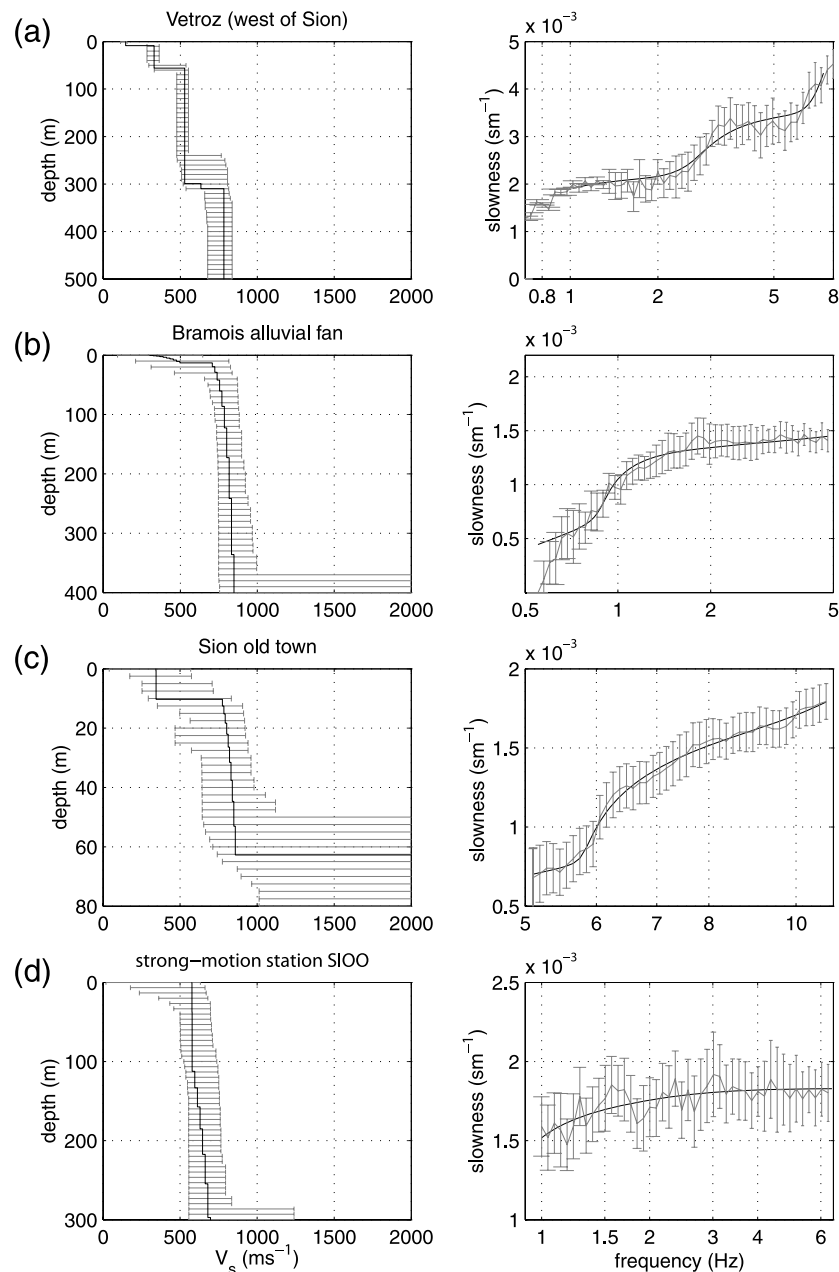 (a)
Vetroz (west of Sion)
x 10⁻³
depth (m)
0
100
200
300
400
500
0 500 1000 1500 2000
slowness (sm⁻¹)
5
4
3
2
1
0
0.8 1 2 5 8
(b)
Bramois alluvial fan
x 10⁻³
depth (m)
0
100
200
300
400
0 500 1000 1500 2000
slowness (sm⁻¹)
2
1.5
1
0.5
0.5 1 2 5
(c)
Sion old town
x 10⁻³
depth (m)
0
20
40
60
80
0 500 1000 1500 2000
slowness (sm⁻¹)
2
1.5
1
0.5
5 6 7 8 10
(d)
strong−motion station SIOO
x 10⁻³
depth (m)
0
100
200
300
0 500 1000 1500 2000
V_s (ms⁻¹)
slowness (sm⁻¹)
2.5
2
1.5
1
1 1.5 2 3 4 6
frequency (Hz)